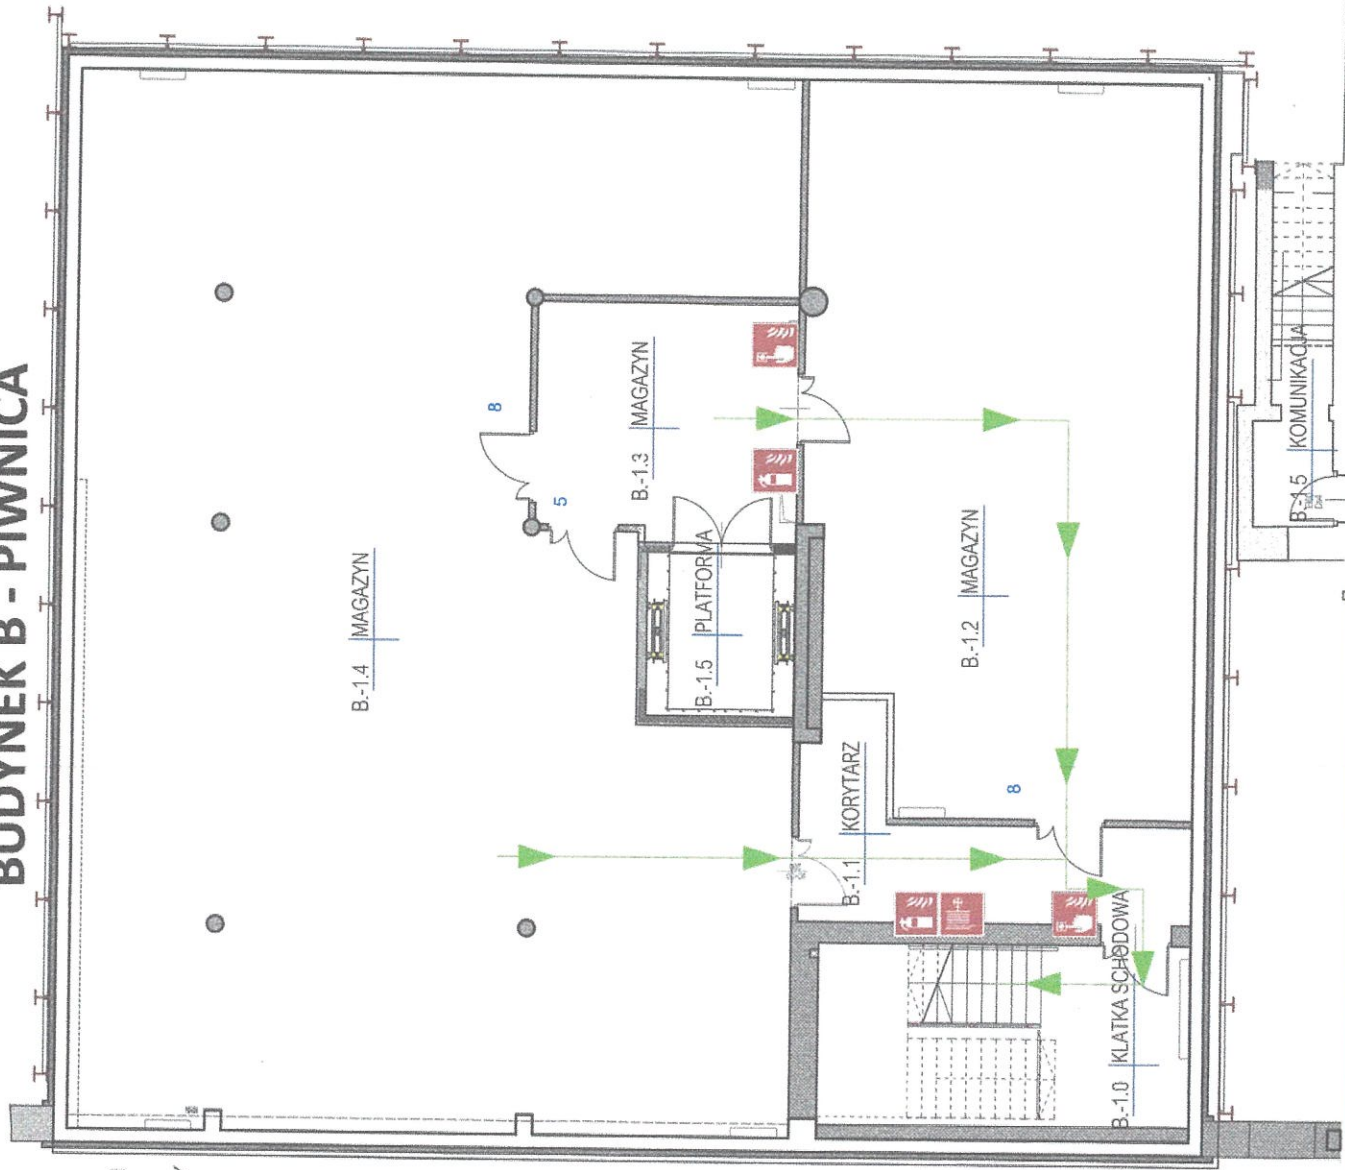 BUDYNEK B - PIWNICA
B.-1.4 MAGAZYN
8
5
B.-1.3 MAGAZYN
B.-1.5 PLATFORMA
B.-1.2 MAGAZYN
8
B.-1.1 KORYTARZ
B.-1.0 KLATKA SCHODOWA
B.-1.5 KOMUNIKACJA